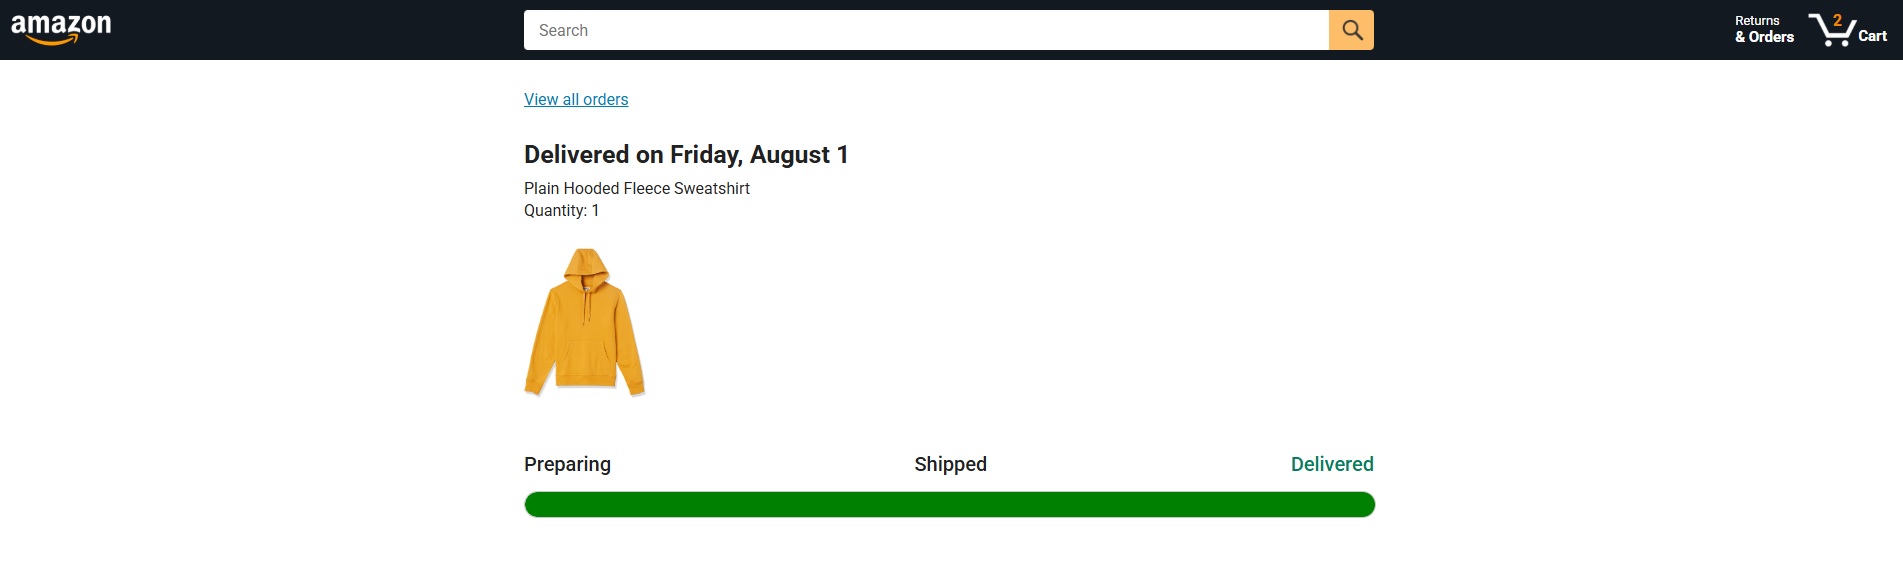 amazon
Search
Returns
& Orders
2
Cart
View all orders
Delivered on Friday, August 1
Plain Hooded Fleece Sweatshirt
Quantity: 1
Preparing
Shipped
Delivered